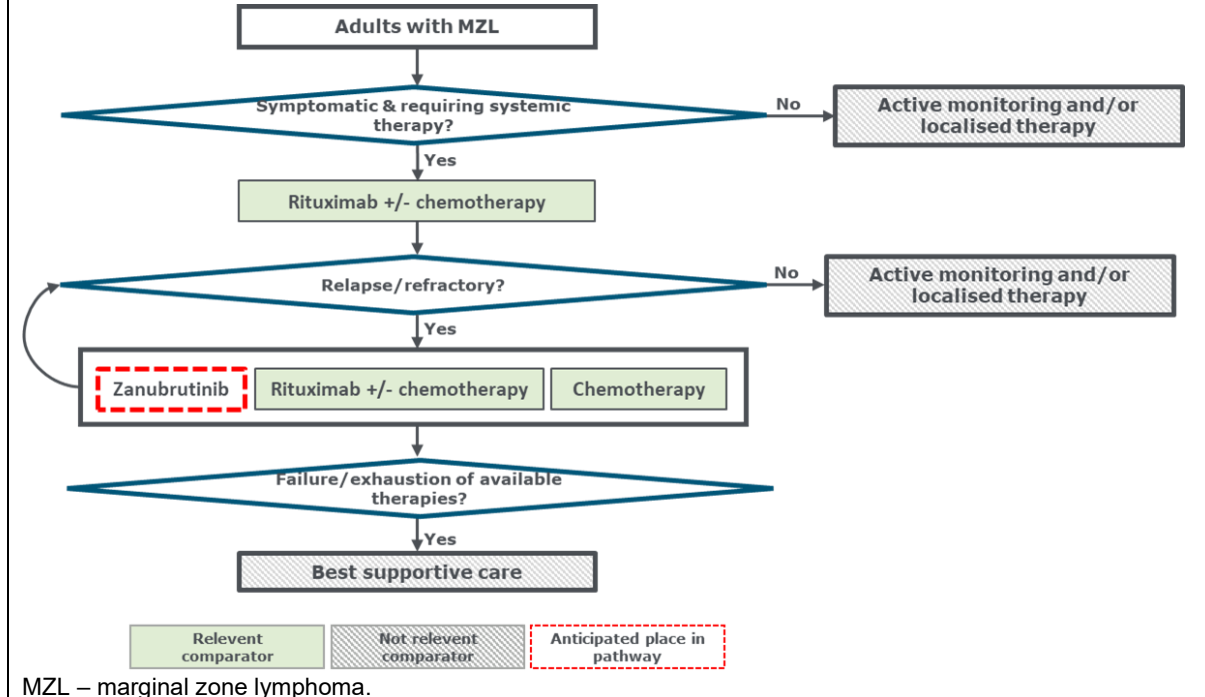 Adults with MZL
Symptomatic & requiring systemic
therapy?
No
Active monitoring and/or
localised therapy
Yes
Rituximab +/- chemotherapy
Relapse/refractory?
No
Active monitoring and/or
localised therapy
Yes
Zanubrutinib
Rituximab +/- chemotherapy
Chemotherapy
Failure/exhaustion of available
therapies?
Yes
Best supportive care
Relevent
comparator
Not relevent
comparator
Anticipated place in
pathway
MZL – marginal zone lymphoma.